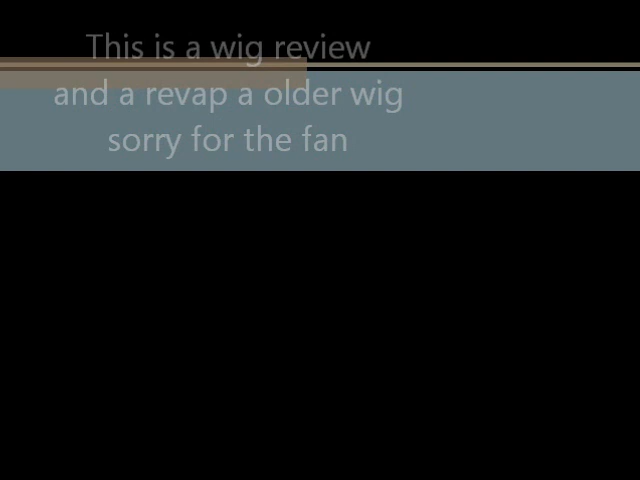 This is a wig review
and a revap a older wig
sorry for the fan